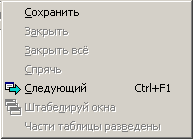 Сохранить
Закрыть
Закрыть всё
Спрячь
Следующий Ctrl+F1
Штабелируй окна
Части таблицы разведены